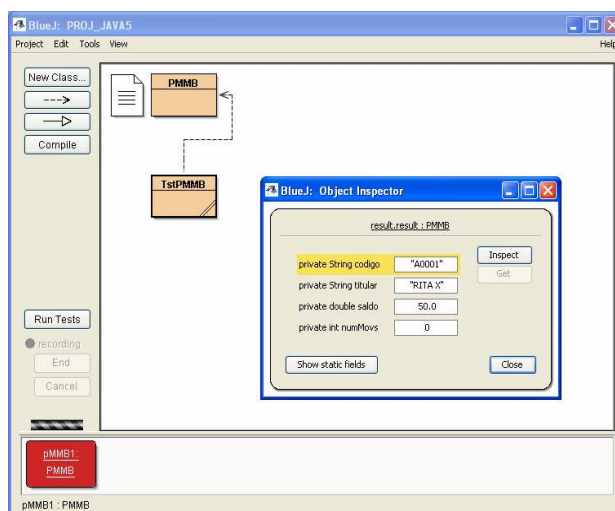 BlueJ: PROJ_JAVA5
Project Edit Tools View Help
New Class...
--->
Compile
PMMB
TstPMMB
BlueJ: Object Inspector
result.result : PMMB
private String codigo "A0001"
private String titular "RITA X"
private double saldo 50.0
private int numMovs 0
Inspect
Get
Show static fields
Close
Run Tests
recording
End
Cancel
pMMB1:
PMMB
pMMB1 : PMMB